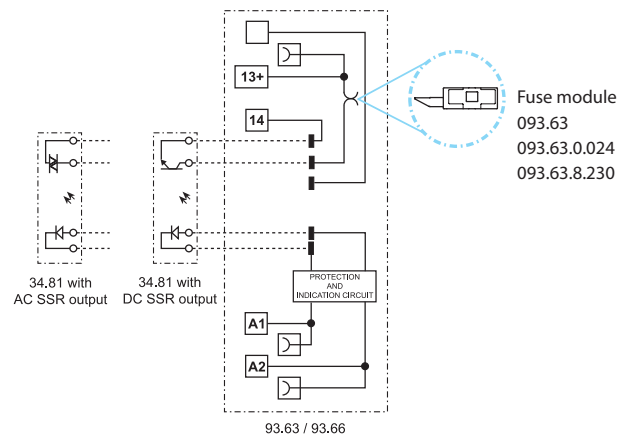 13+
14
Fuse module
093.63
093.63.0.024
093.63.8.230
34.81 with
AC SSR output
34.81 with
DC SSR output
PROTECTION
AND
INDICATION CIRCUIT
A1
A2
93.63 / 93.66